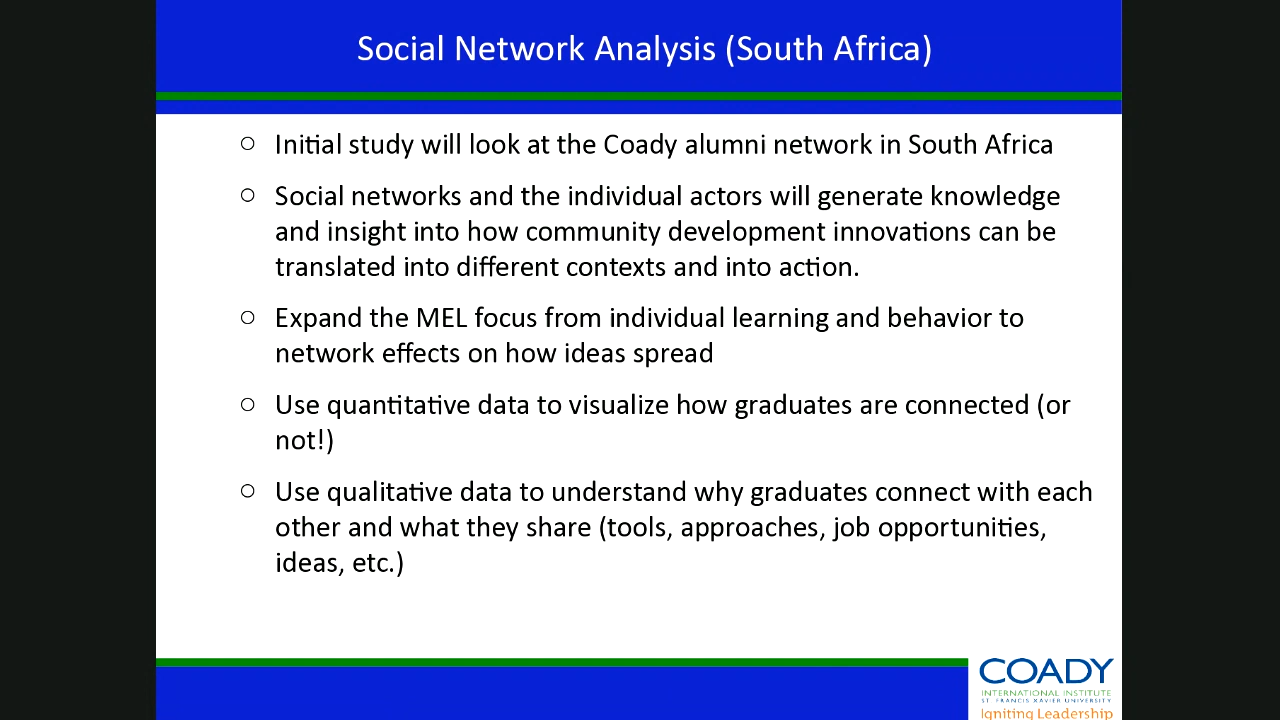 Social Network Analysis (South Africa)
○ Initial study will look at the Coady alumni network in South Africa
○ Social networks and the individual actors will generate knowledge
and insight into how community development innovations can be
translated into different contexts and into action.
○ Expand the MEL focus from individual learning and behavior to
network effects on how ideas spread
○ Use quantitative data to visualize how graduates are connected (or
not!)
○ Use qualitative data to understand why graduates connect with each
other and what they share (tools, approaches, job opportunities,
ideas, etc.)
COADY
INTERNATIONAL INSTITUTE
ST. FRANCIS XAVIER UNIVERSITY
Igniting Leadership